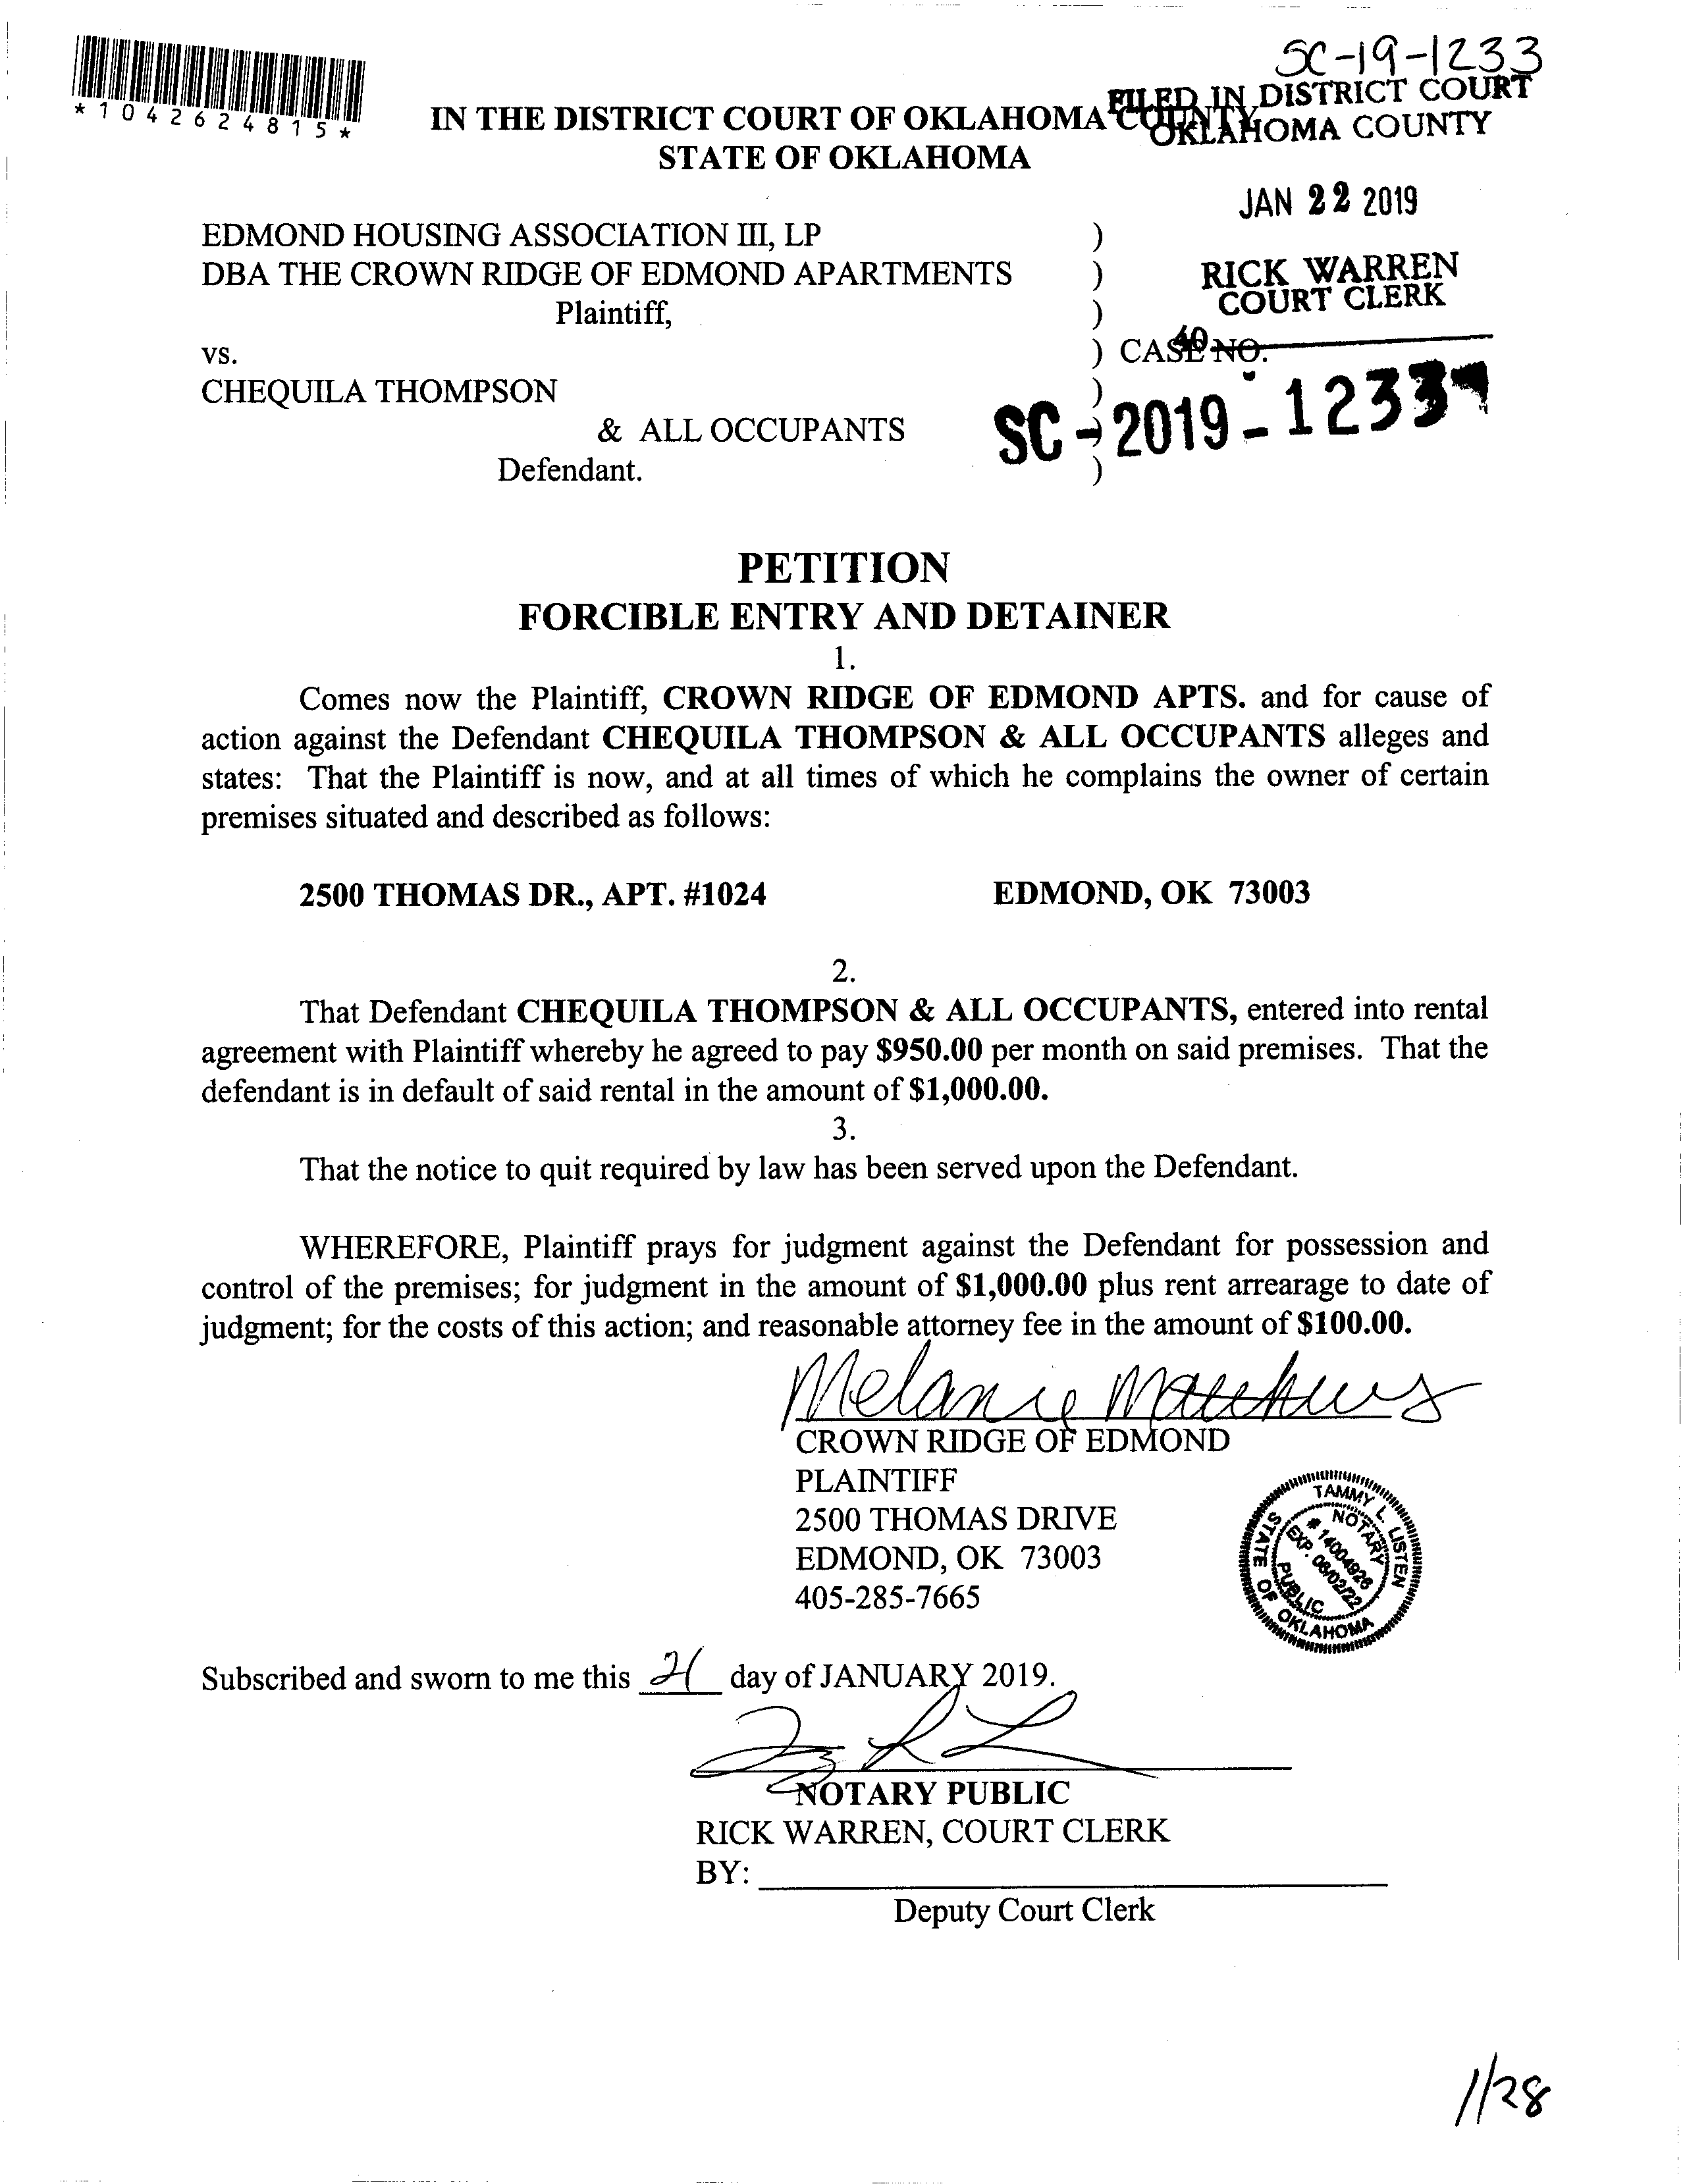 SC-19-1233
*1042624815*
FILED IN DISTRICT COURT
OKLAHOMA COUNTY
IN THE DISTRICT COURT OF OKLAHOMA COUNTY
STATE OF OKLAHOMA
JAN 22 2019
RICK WARREN
COURT CLERK
40
EDMOND HOUSING ASSOCIATION III, LP )
DBA THE CROWN RIDGE OF EDMOND APARTMENTS )
Plaintiff, )
vs. ) CASE NO.
CHEQUILA THOMPSON )
& ALL OCCUPANTS )
SC-2019-1233
Defendant. )
PETITION
FORCIBLE ENTRY AND DETAINER
1.
Comes now the Plaintiff, CROWN RIDGE OF EDMOND APTS. and for cause of
action against the Defendant CHEQUILA THOMPSON & ALL OCCUPANTS alleges and
states: That the Plaintiff is now, and at all times of which he complains the owner of certain
premises situated and described as follows:
2500 THOMAS DR., APT. #1024 EDMOND, OK 73003
2.
That Defendant CHEQUILA THOMPSON & ALL OCCUPANTS, entered into rental
agreement with Plaintiff whereby he agreed to pay $950.00 per month on said premises. That the
defendant is in default of said rental in the amount of $1,000.00.
3.
That the notice to quit required by law has been served upon the Defendant.
WHEREFORE, Plaintiff prays for judgment against the Defendant for possession and
control of the premises; for judgment in the amount of $1,000.00 plus rent arrearage to date of
judgment; for the costs of this action; and reasonable attorney fee in the amount of $100.00.
Melanie Matthews
CROWN RIDGE OF EDMOND
PLAINTIFF
2500 THOMAS DRIVE
EDMOND, OK 73003
405-285-7665
TAMMY L. LISTEN
NOTARY
# 14004926
EXP. 06/02/22
PUBLIC
STATE OF OKLAHOMA
Subscribed and sworn to me this 21 day of JANUARY 2019.
NOTARY PUBLIC
RICK WARREN, COURT CLERK
BY:
Deputy Court Clerk
1/28